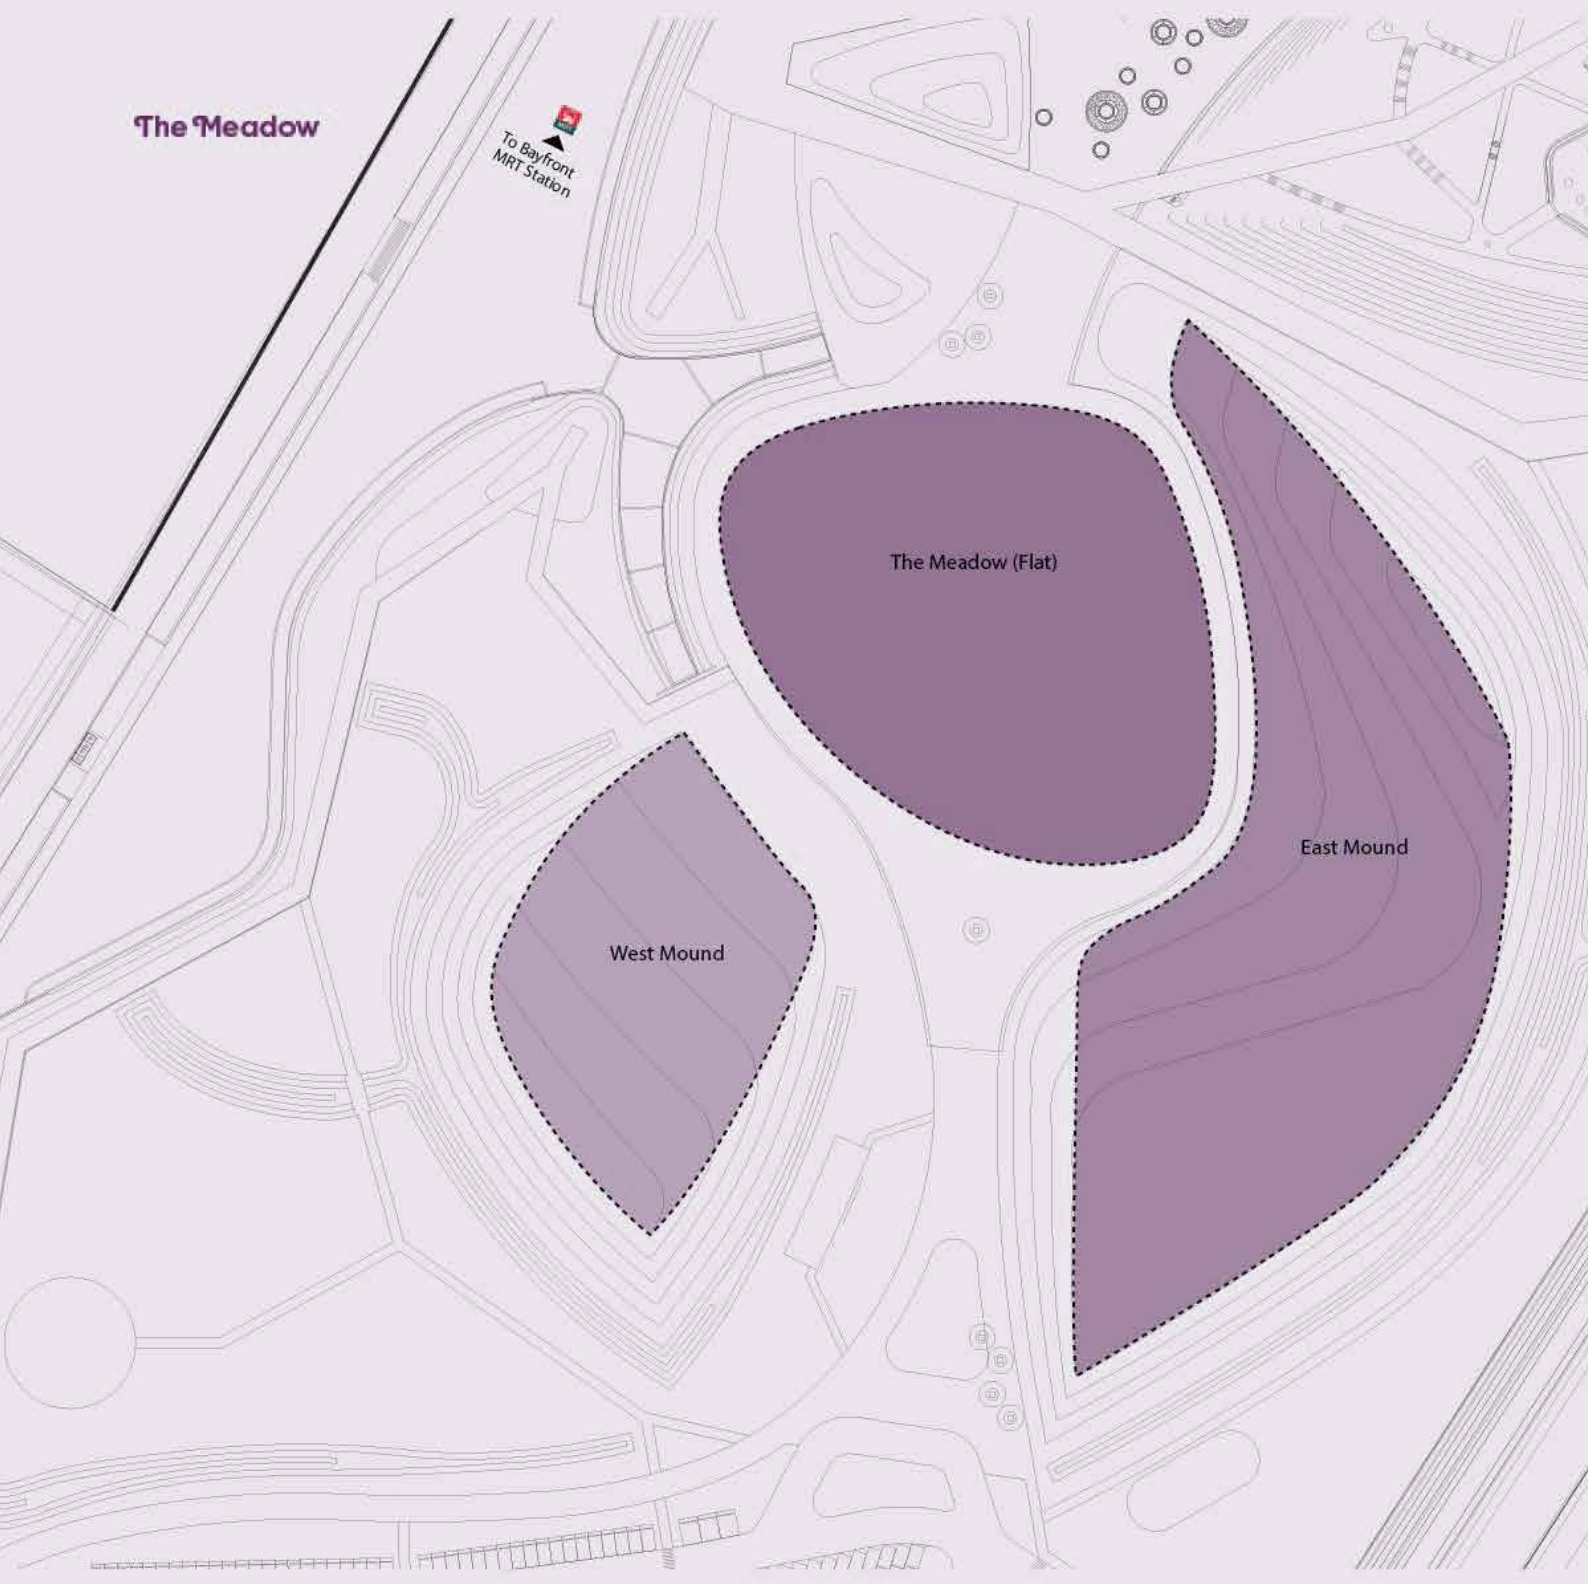 The Meadow
To Bayfront
MRT Station
The Meadow (Flat)
East Mound
West Mound